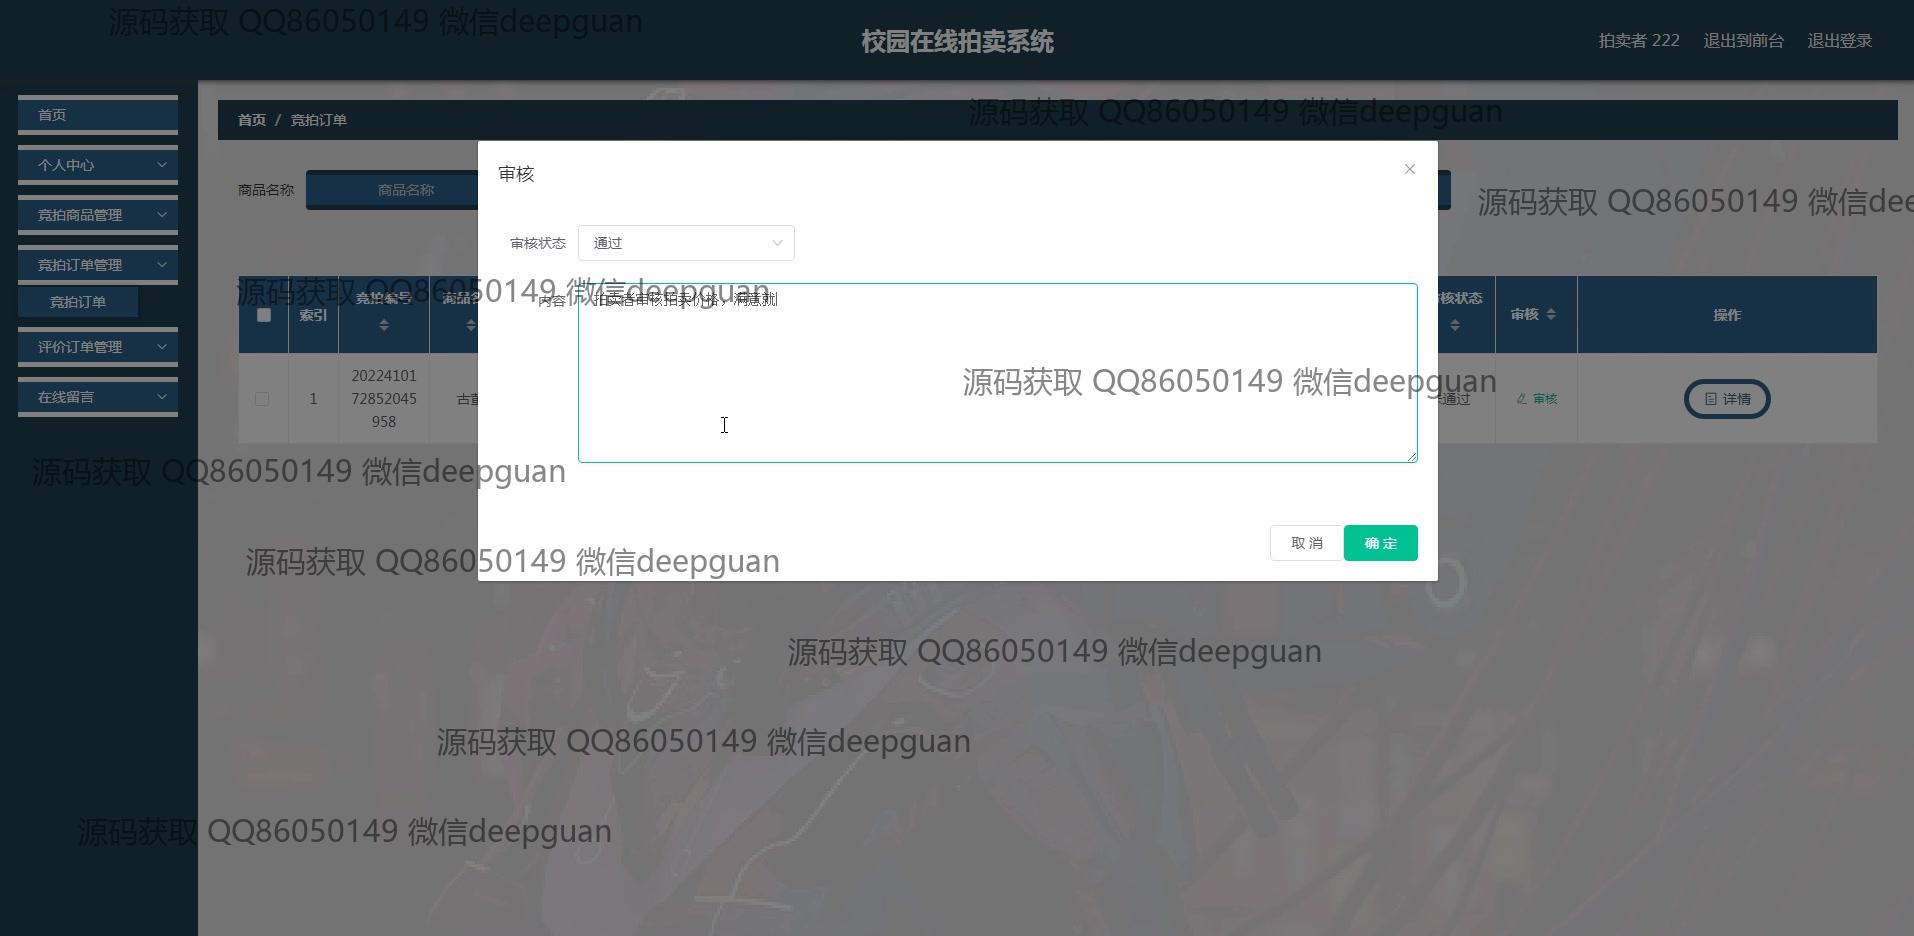 源码获取 QQ86050149 微信deepguan
校园在线拍卖系统
拍卖者 222 退出到前台 退出登录
首页
个人中心
竞拍商品管理
竞拍订单管理
竞拍订单
评价订单管理
在线留言
首页 / 竞拍订单
源码获取 QQ86050149 微信deepguan
商品名称 商品名称
源码获取 QQ86050149 微信dee
审核
审核状态 通过
内容 拍卖者审核拍卖价格，满意就
源码获取 QQ86050149 微信deepguan
索引 竞拍编号 商品名 核状态 审核 操作
1 20224101
72852045
958
古董 通过 审核 详情
源码获取 QQ86050149 微信deepguan
源码获取 QQ86050149 微信deepguan
取消 确定
源码获取 QQ86050149 微信deepguan
源码获取 QQ86050149 微信deepguan
源码获取 QQ86050149 微信deepguan
源码获取 QQ86050149 微信deepguan